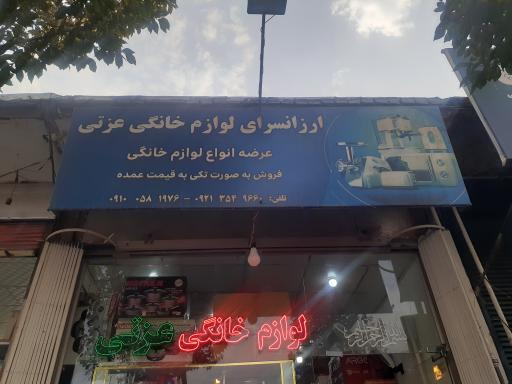 ارزانسرای لوازم خانگی عزتی
عرضه انواع لوازم خانگی
فروش به صورت تکی به قیمت عمده
تلفن: ۰۹۲۱ ۳۵۴ ۹۶۶۰ - ۰۹۱۰ ۰۵۸ ۱۹۷۶
لوازم خانگی عزتی